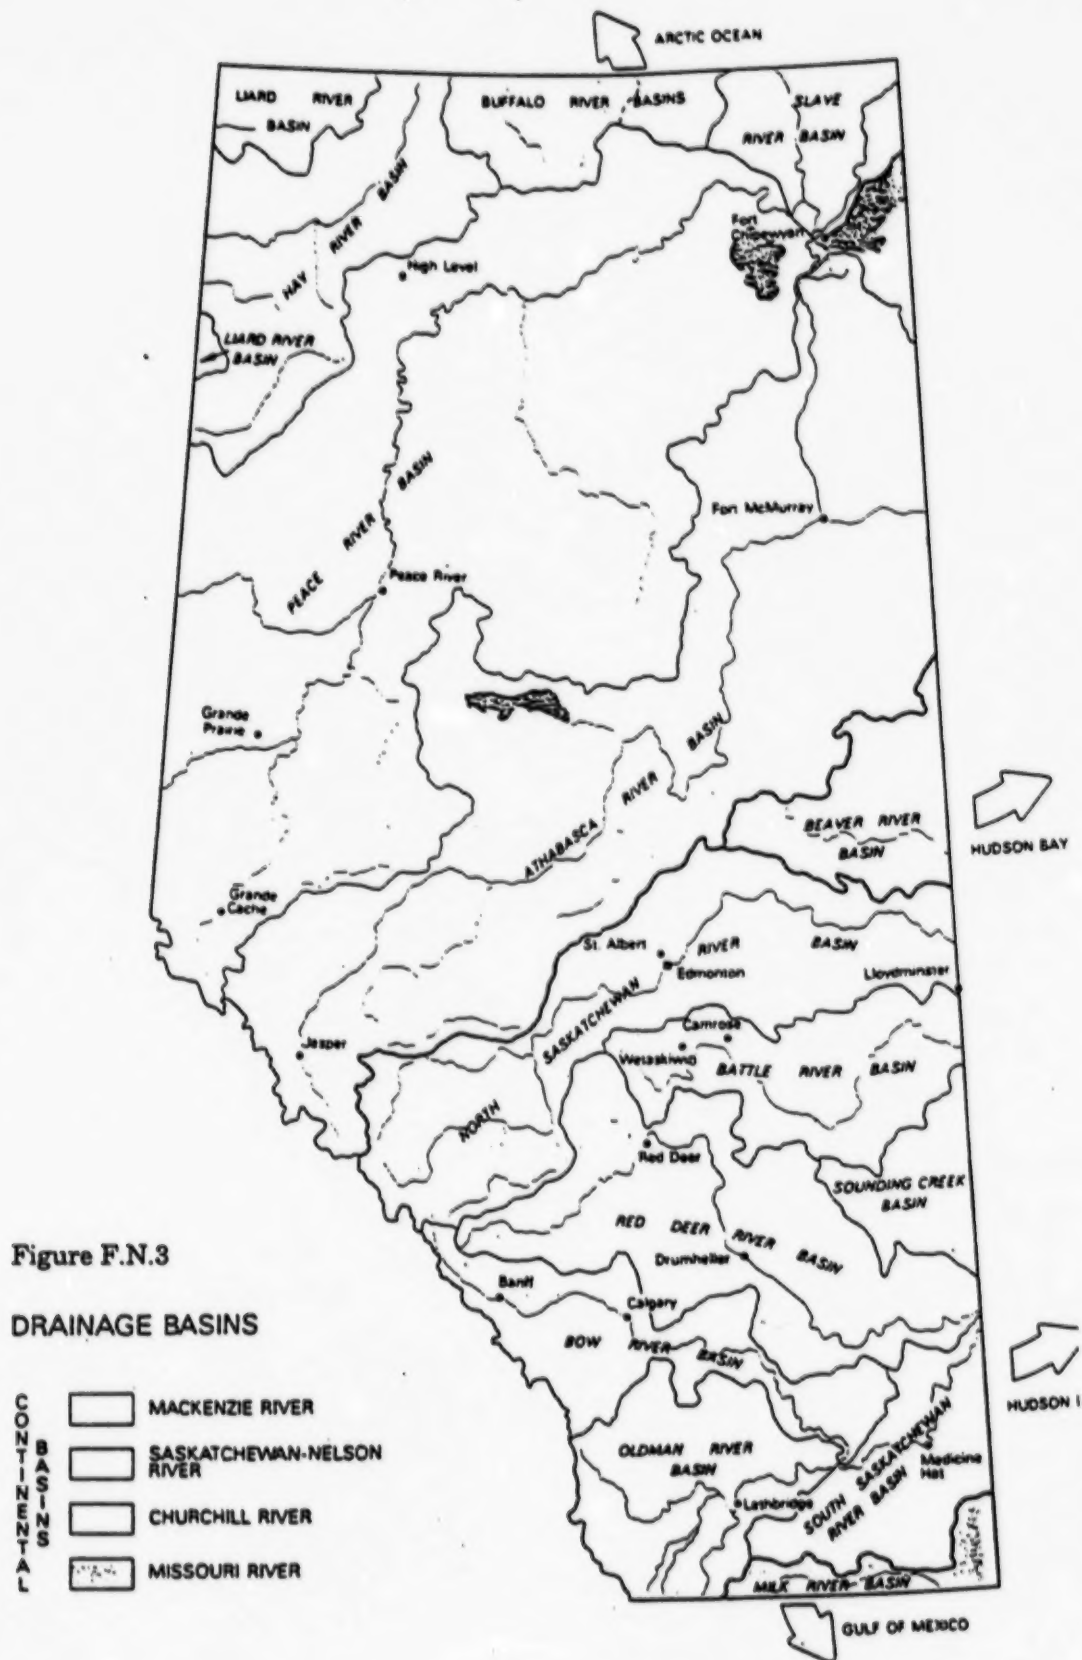 ARCTIC OCEAN
LIARD RIVER
BASIN
BUFFALO RIVER BASINS
SLAVE
RIVER BASIN
HAY RIVER BASIN
Fort
Chipewyan
High Level
LIARD RIVER
BASIN
PEACE RIVER BASIN
Fort McMurray
Peace River
Grande
Prairie
ATHABASCA RIVER BASIN
BEAVER RIVER
BASIN
HUDSON BAY
Grande
Cache
St. Albert
Edmonton
NORTH SASKATCHEWAN RIVER BASIN
Lloydminster
Jasper
Camrose
Wetaskiwin
BATTLE RIVER BASIN
Red Deer
SOUNDING CREEK
BASIN
RED DEER RIVER BASIN
Drumheller
Banff
Calgary
BOW RIVER BASIN
HUDSON
OLDMAN RIVER
BASIN
SOUTH SASKATCHEWAN
RIVER BASIN
Medicine
Hat
Lethbridge
MILK RIVER BASIN
GULF OF MEXICO
Figure F.N.3
DRAINAGE BASINS
CONTINENTAL
BASINS
MACKENZIE RIVER
SASKATCHEWAN-NELSON
RIVER
CHURCHILL RIVER
MISSOURI RIVER